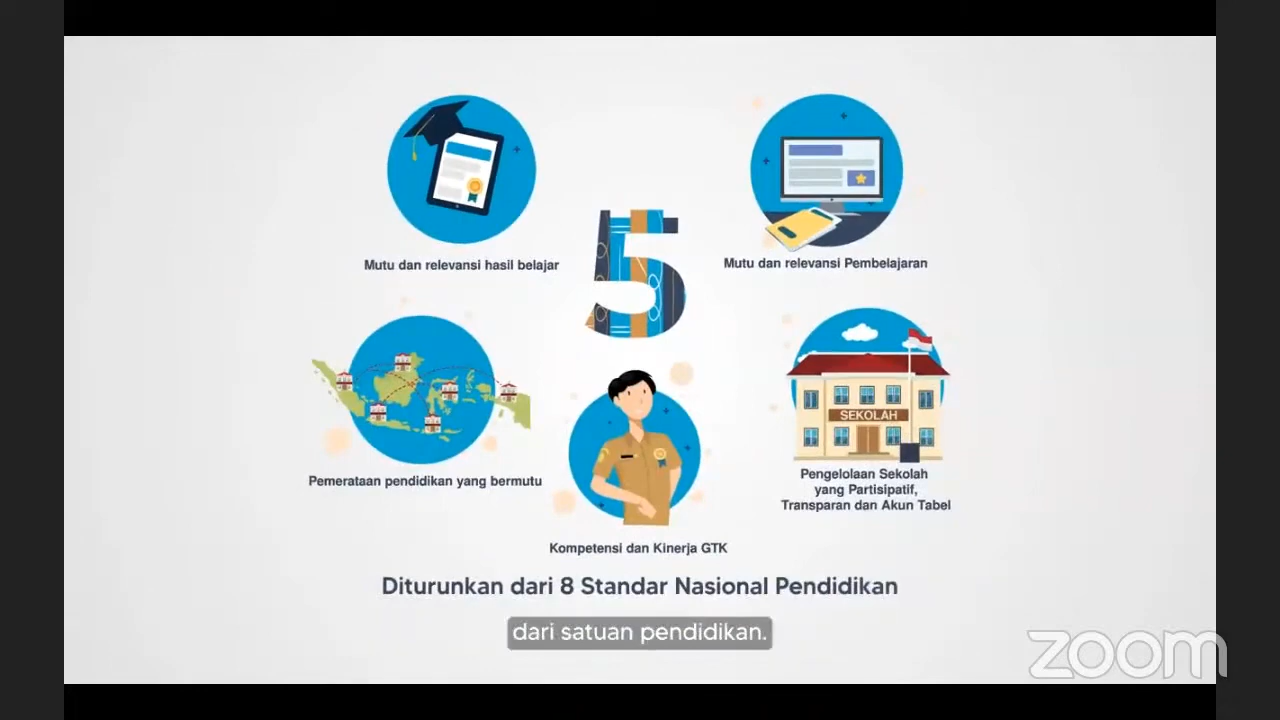 Mutu dan relevansi hasil belajar
5
Mutu dan relevansi Pembelajaran
Pemerataan pendidikan yang bermutu
SEKOLAH
Pengelolaan Sekolah
yang Partisipatif,
Transparan dan Akun Tabel
Kompetensi dan Kinerja GTK
Diturunkan dari 8 Standar Nasional Pendidikan
dari satuan pendidikan.
zoom